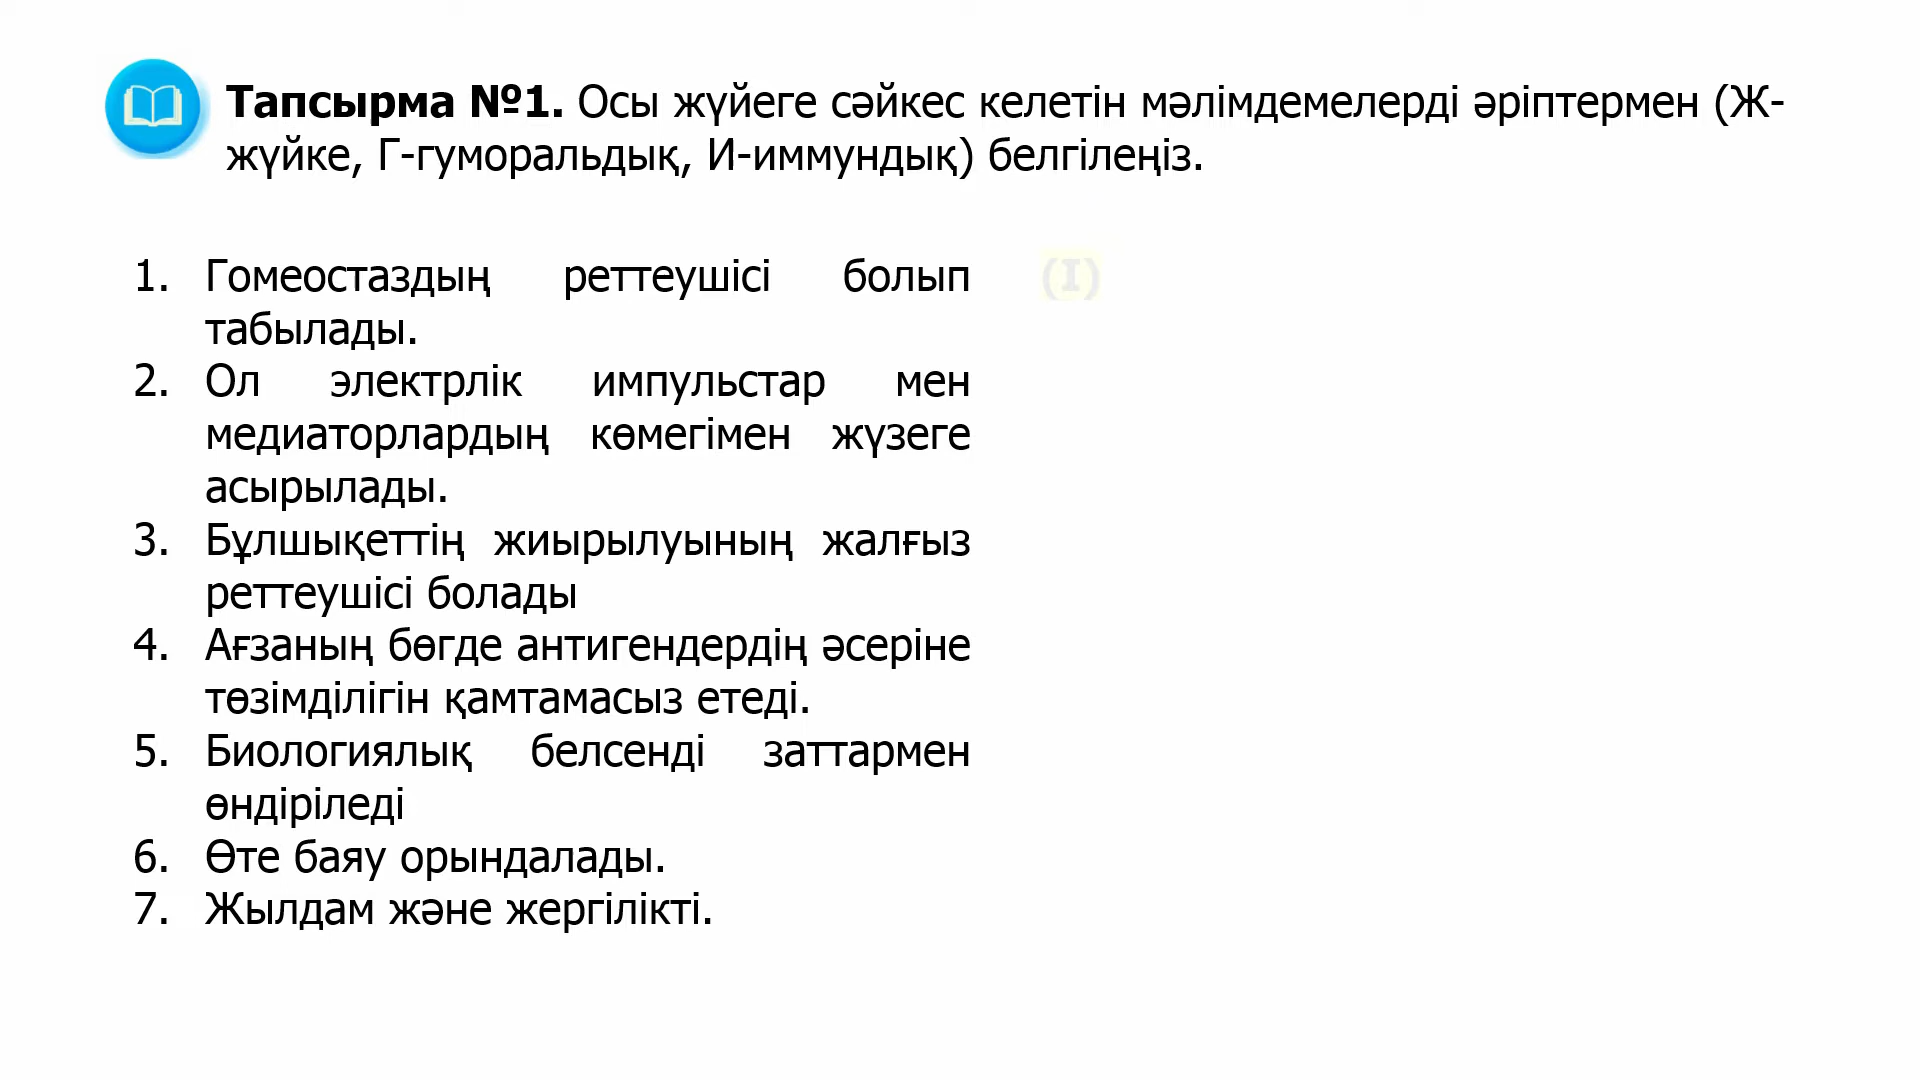 Тапсырма №1. Осы жүйеге сәйкес келетін мәлімдемелерді әріптермен (Ж-
жүйке, Г-гуморальдық, И-иммундық) белгілеңіз.
1. Гомеостаздың реттеушісі болып (I)
табылады.
2. Ол электрлік импульстар мен
медиаторлардың көмегімен жүзеге
асырылады.
3. Бұлшықеттің жиырылуының жалғыз
реттеушісі болады
4. Ағзаның бөгде антигендердің әсеріне
төзімділігін қамтамасыз етеді.
5. Биологиялық белсенді заттармен
өндіріледі
6. Өте баяу орындалады.
7. Жылдам және жергілікті.